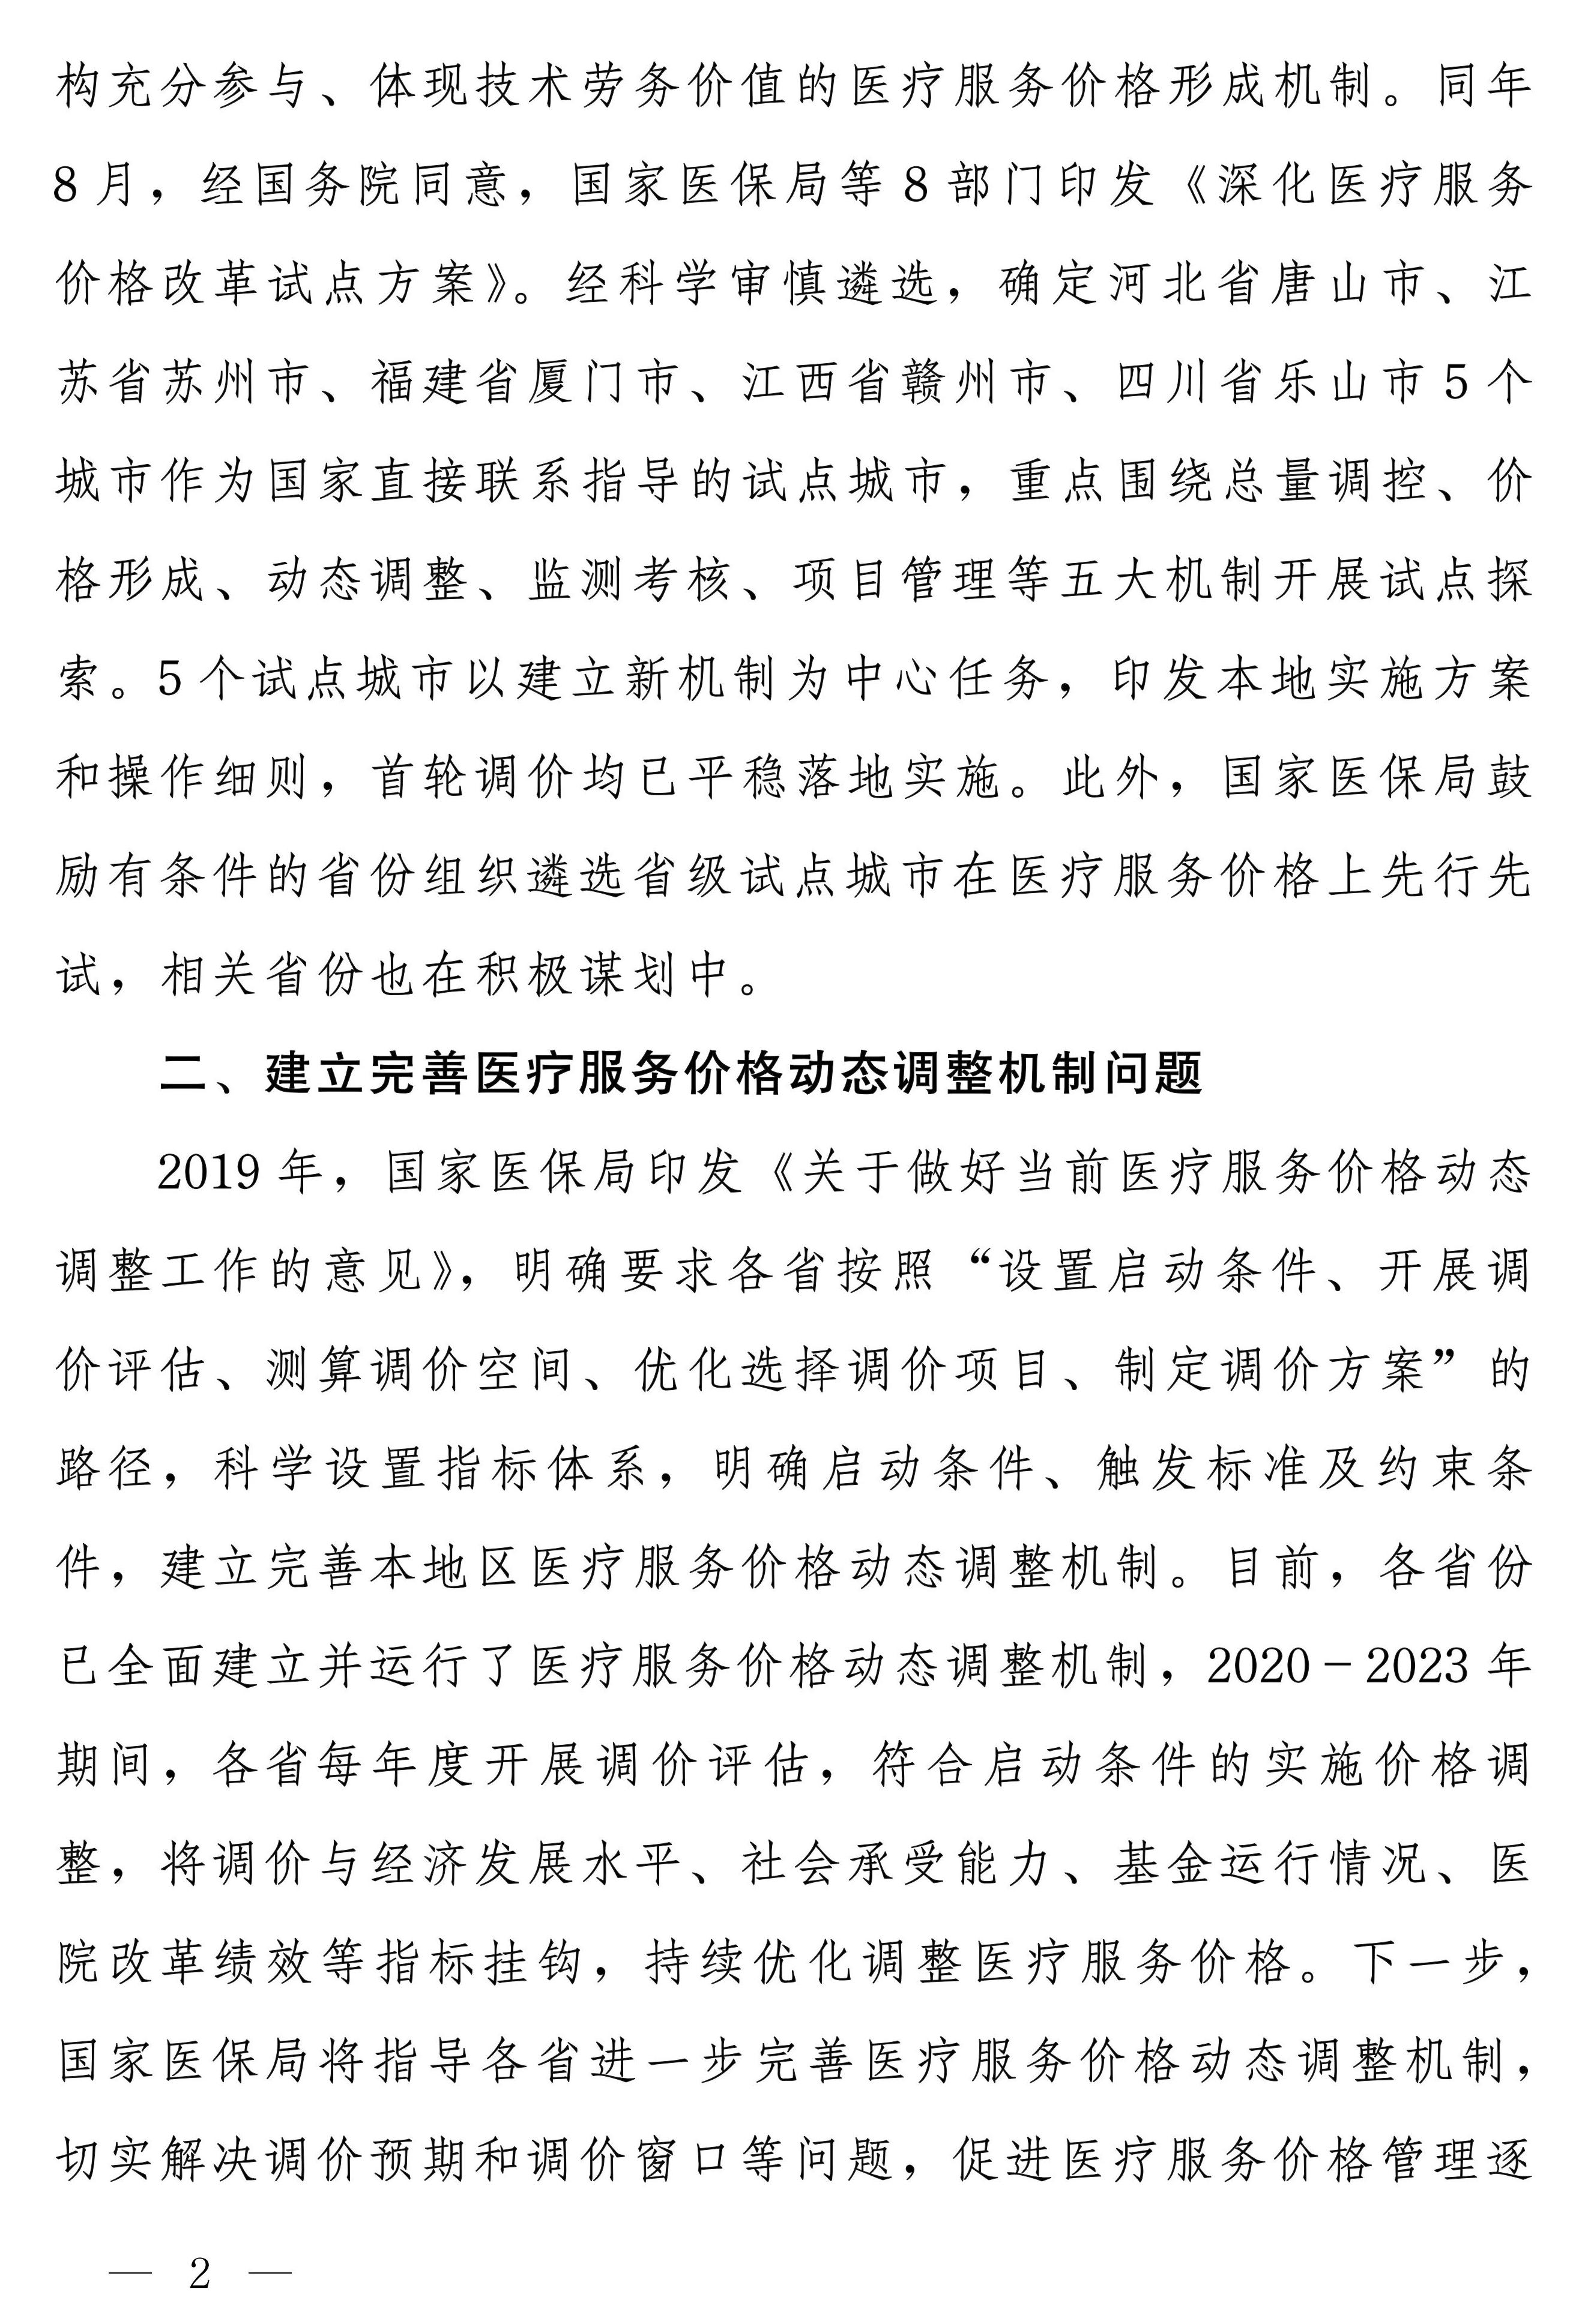 构充分参与、体现技术劳务价值的医疗服务价格形成机制。同年
8月，经国务院同意，国家医保局等8部门印发《深化医疗服务
价格改革试点方案》。经科学审慎遴选，确定河北省唐山市、江
苏省苏州市、福建省厦门市、江西省赣州市、四川省乐山市5个
城市作为国家直接联系指导的试点城市，重点围绕总量调控、价
格形成、动态调整、监测考核、项目管理等五大机制开展试点探
索。5个试点城市以建立新机制为中心任务，印发本地实施方案
和操作细则，首轮调价均已平稳落地实施。此外，国家医保局鼓
励有条件的省份组织遴选省级试点城市在医疗服务价格上先行先
试，相关省份也在积极谋划中。
二、建立完善医疗服务价格动态调整机制问题
2019年，国家医保局印发《关于做好当前医疗服务价格动态
调整工作的意见》，明确要求各省按照“设置启动条件、开展调
价评估、测算调价空间、优化选择调价项目、制定调价方案”的
路径，科学设置指标体系，明确启动条件、触发标准及约束条
件，建立完善本地区医疗服务价格动态调整机制。目前，各省份
已全面建立并运行了医疗服务价格动态调整机制，2020－2023年
期间，各省每年度开展调价评估，符合启动条件的实施价格调
整，将调价与经济发展水平、社会承受能力、基金运行情况、医
院改革绩效等指标挂钩，持续优化调整医疗服务价格。下一步，
国家医保局将指导各省进一步完善医疗服务价格动态调整机制，
切实解决调价预期和调价窗口等问题，促进医疗服务价格管理逐
— 2 —